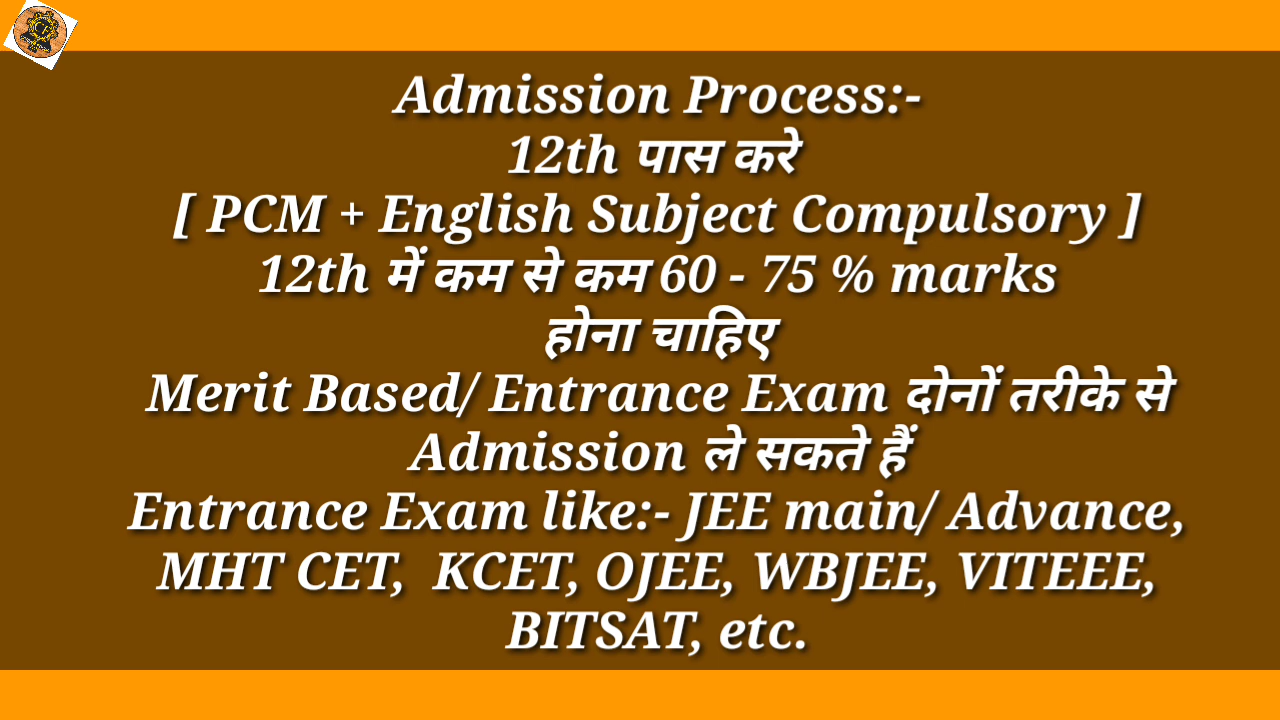 Admission Process:-
12th पास करे
[ PCM + English Subject Compulsory ]
12th में कम से कम 60 - 75 % marks
होना चाहिए
Merit Based/ Entrance Exam दोनों तरीके से
Admission ले सकते हैं
Entrance Exam like:- JEE main/ Advance,
MHT CET, KCET, OJEE, WBJEE, VITEEE,
BITSAT, etc.